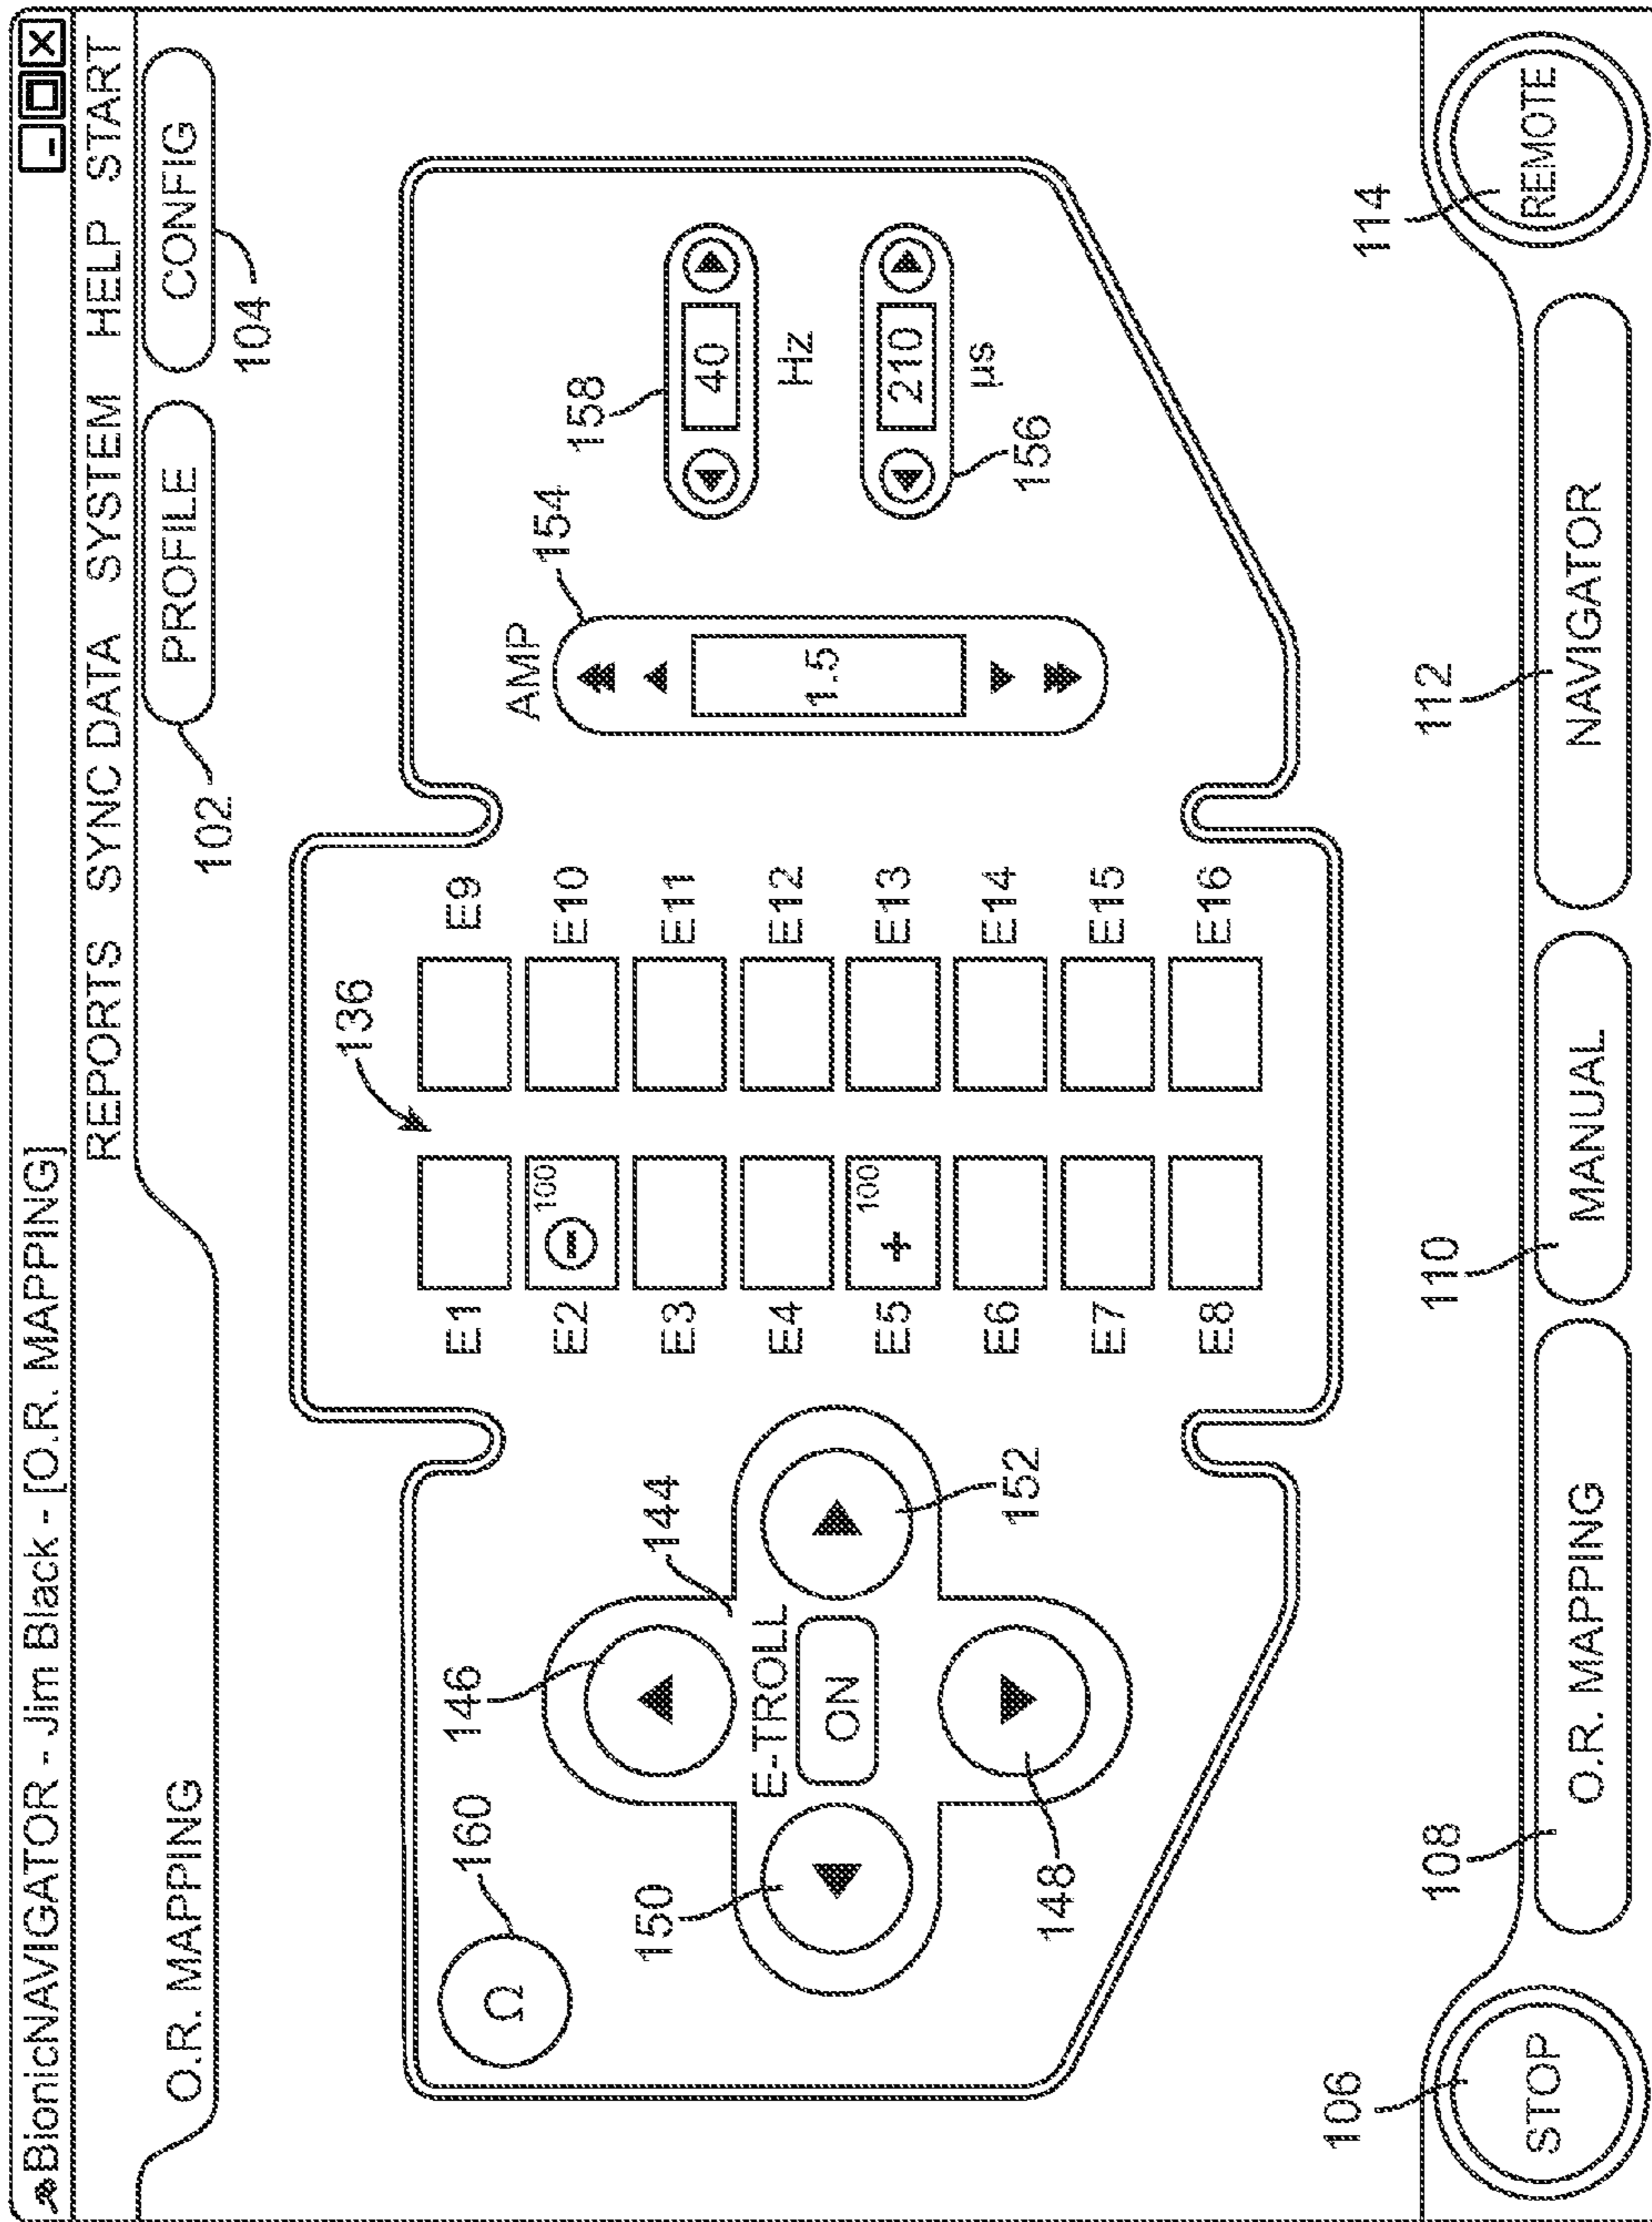 BionicNAVIGATOR - Jim Black - [O.R. MAPPING]
REPORTS SYNC DATA SYSTEM HELP START
O.R. MAPPING
PROFILE
CONFIG
102
104
136
Ω
160
146
144
150
E-TROLL
ON
152
148
E1
E9
E2
100
E10
E3
E11
E4
E12
E5
+
100
E13
E6
E14
E7
E15
E8
E16
AMP
154
1.5
158
40
Hz
210
156
µs
106
108
110
112
114
STOP
O.R. MAPPING
MANUAL
NAVIGATOR
REMOTE